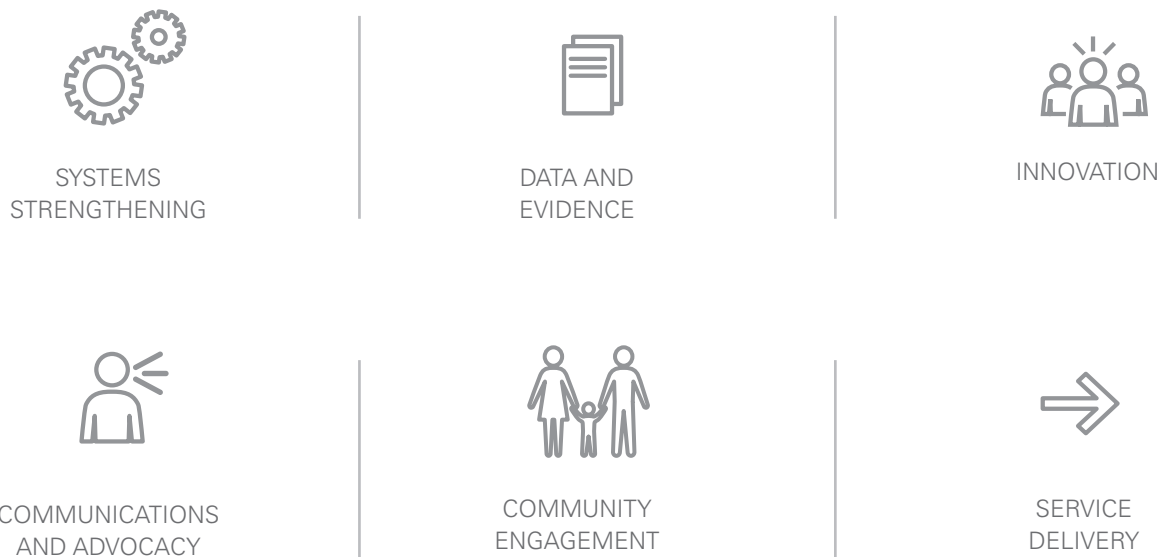 SYSTEMS
STRENGTHENING
DATA AND
EVIDENCE
INNOVATION
COMMUNICATIONS
AND ADVOCACY
COMMUNITY
ENGAGEMENT
SERVICE
DELIVERY